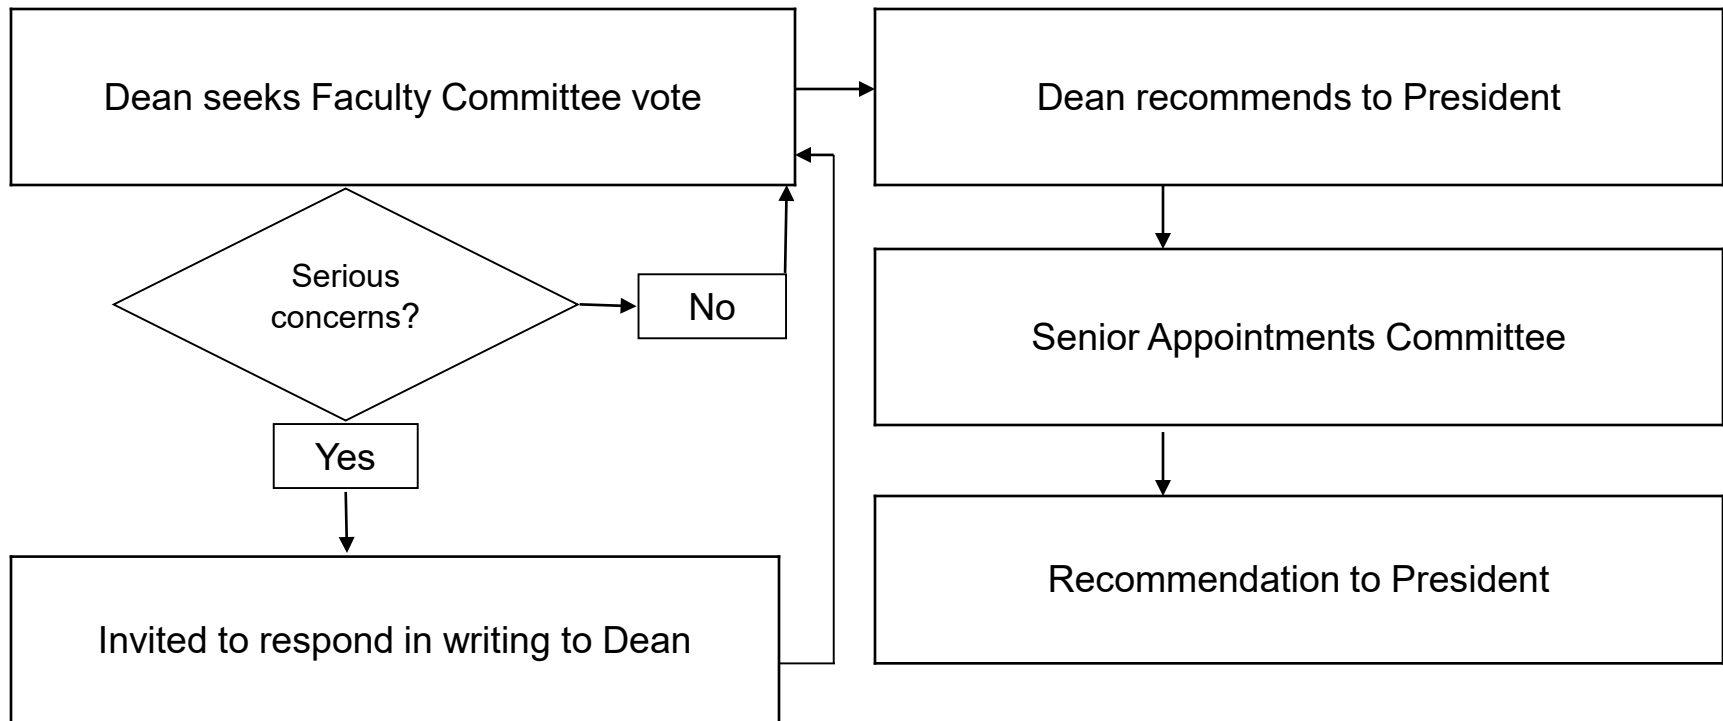 Dean seeks Faculty Committee vote
Serious
concerns?
No
Yes
Invited to respond in writing to Dean
Dean recommends to President
Senior Appointments Committee
Recommendation to President